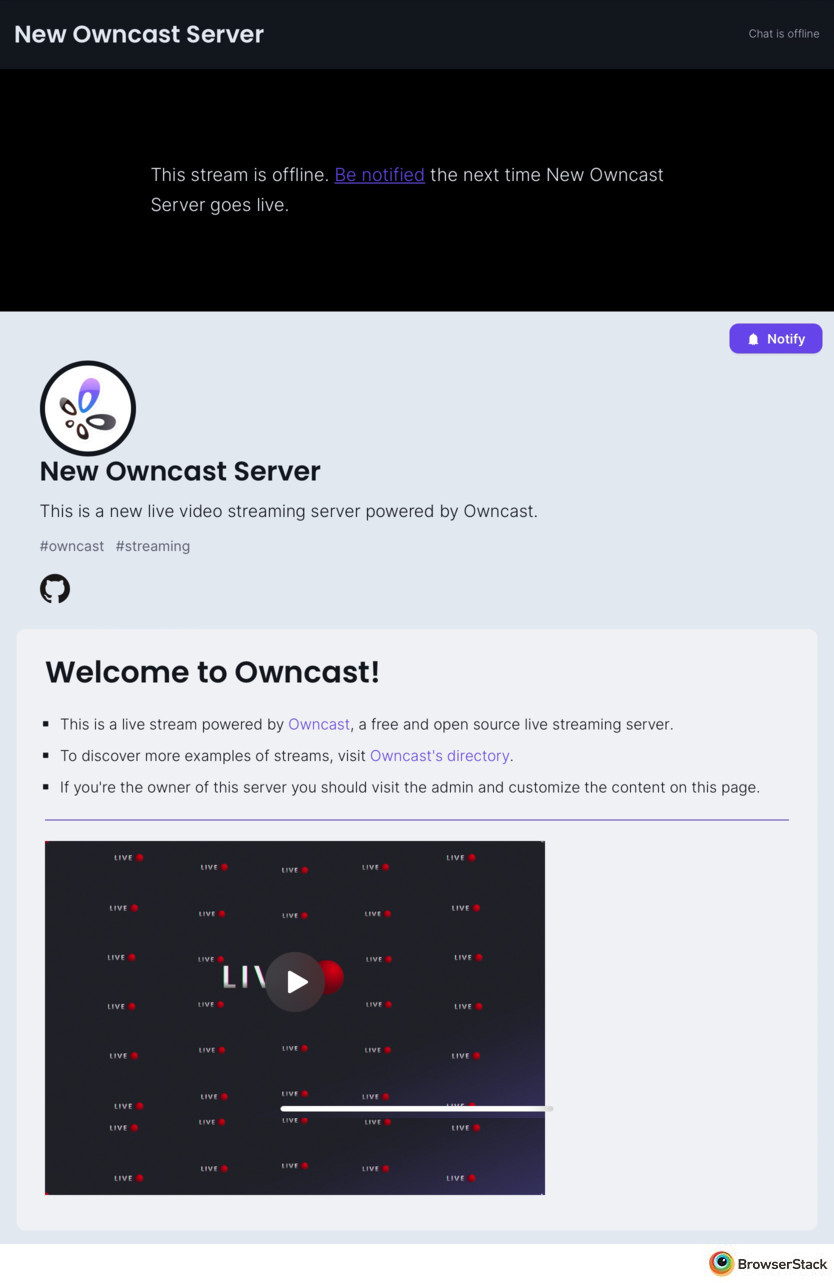 New Owncast Server
Chat is offline
This stream is offline. Be notified the next time New Owncast
Server goes live.
Notify
New Owncast Server
This is a new live video streaming server powered by Owncast.
#owncast #streaming
Welcome to Owncast!
This is a live stream powered by Owncast, a free and open source live streaming server.
To discover more examples of streams, visit Owncast's directory.
If you're the owner of this server you should visit the admin and customize the content on this page.
LIVE LIVE LIVE LIVE LIVE
LIVE LIVE LIVE LIVE LIVE
LIVE LIVE LIVE LIVE
LIV
LIVE LIVE LIVE LIVE
LIVE LIVE LIVE LIVE LIVE
LIVE LIVE LIVE LIVE LIVE
LIVE LIVE LIVE LIVE LIVE
LIVE LIVE LIVE LIVE LIVE
BrowserStack